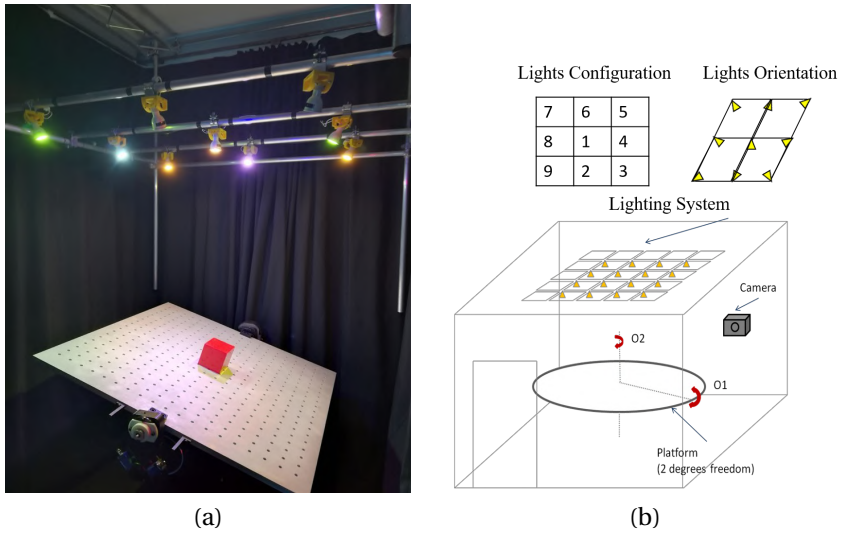 Lights Configuration
Lights Orientation
7 6 5
8 1 4
9 2 3
Lighting System
Camera
O2
O1
Platform
(2 degrees freedom)
(a)
(b)